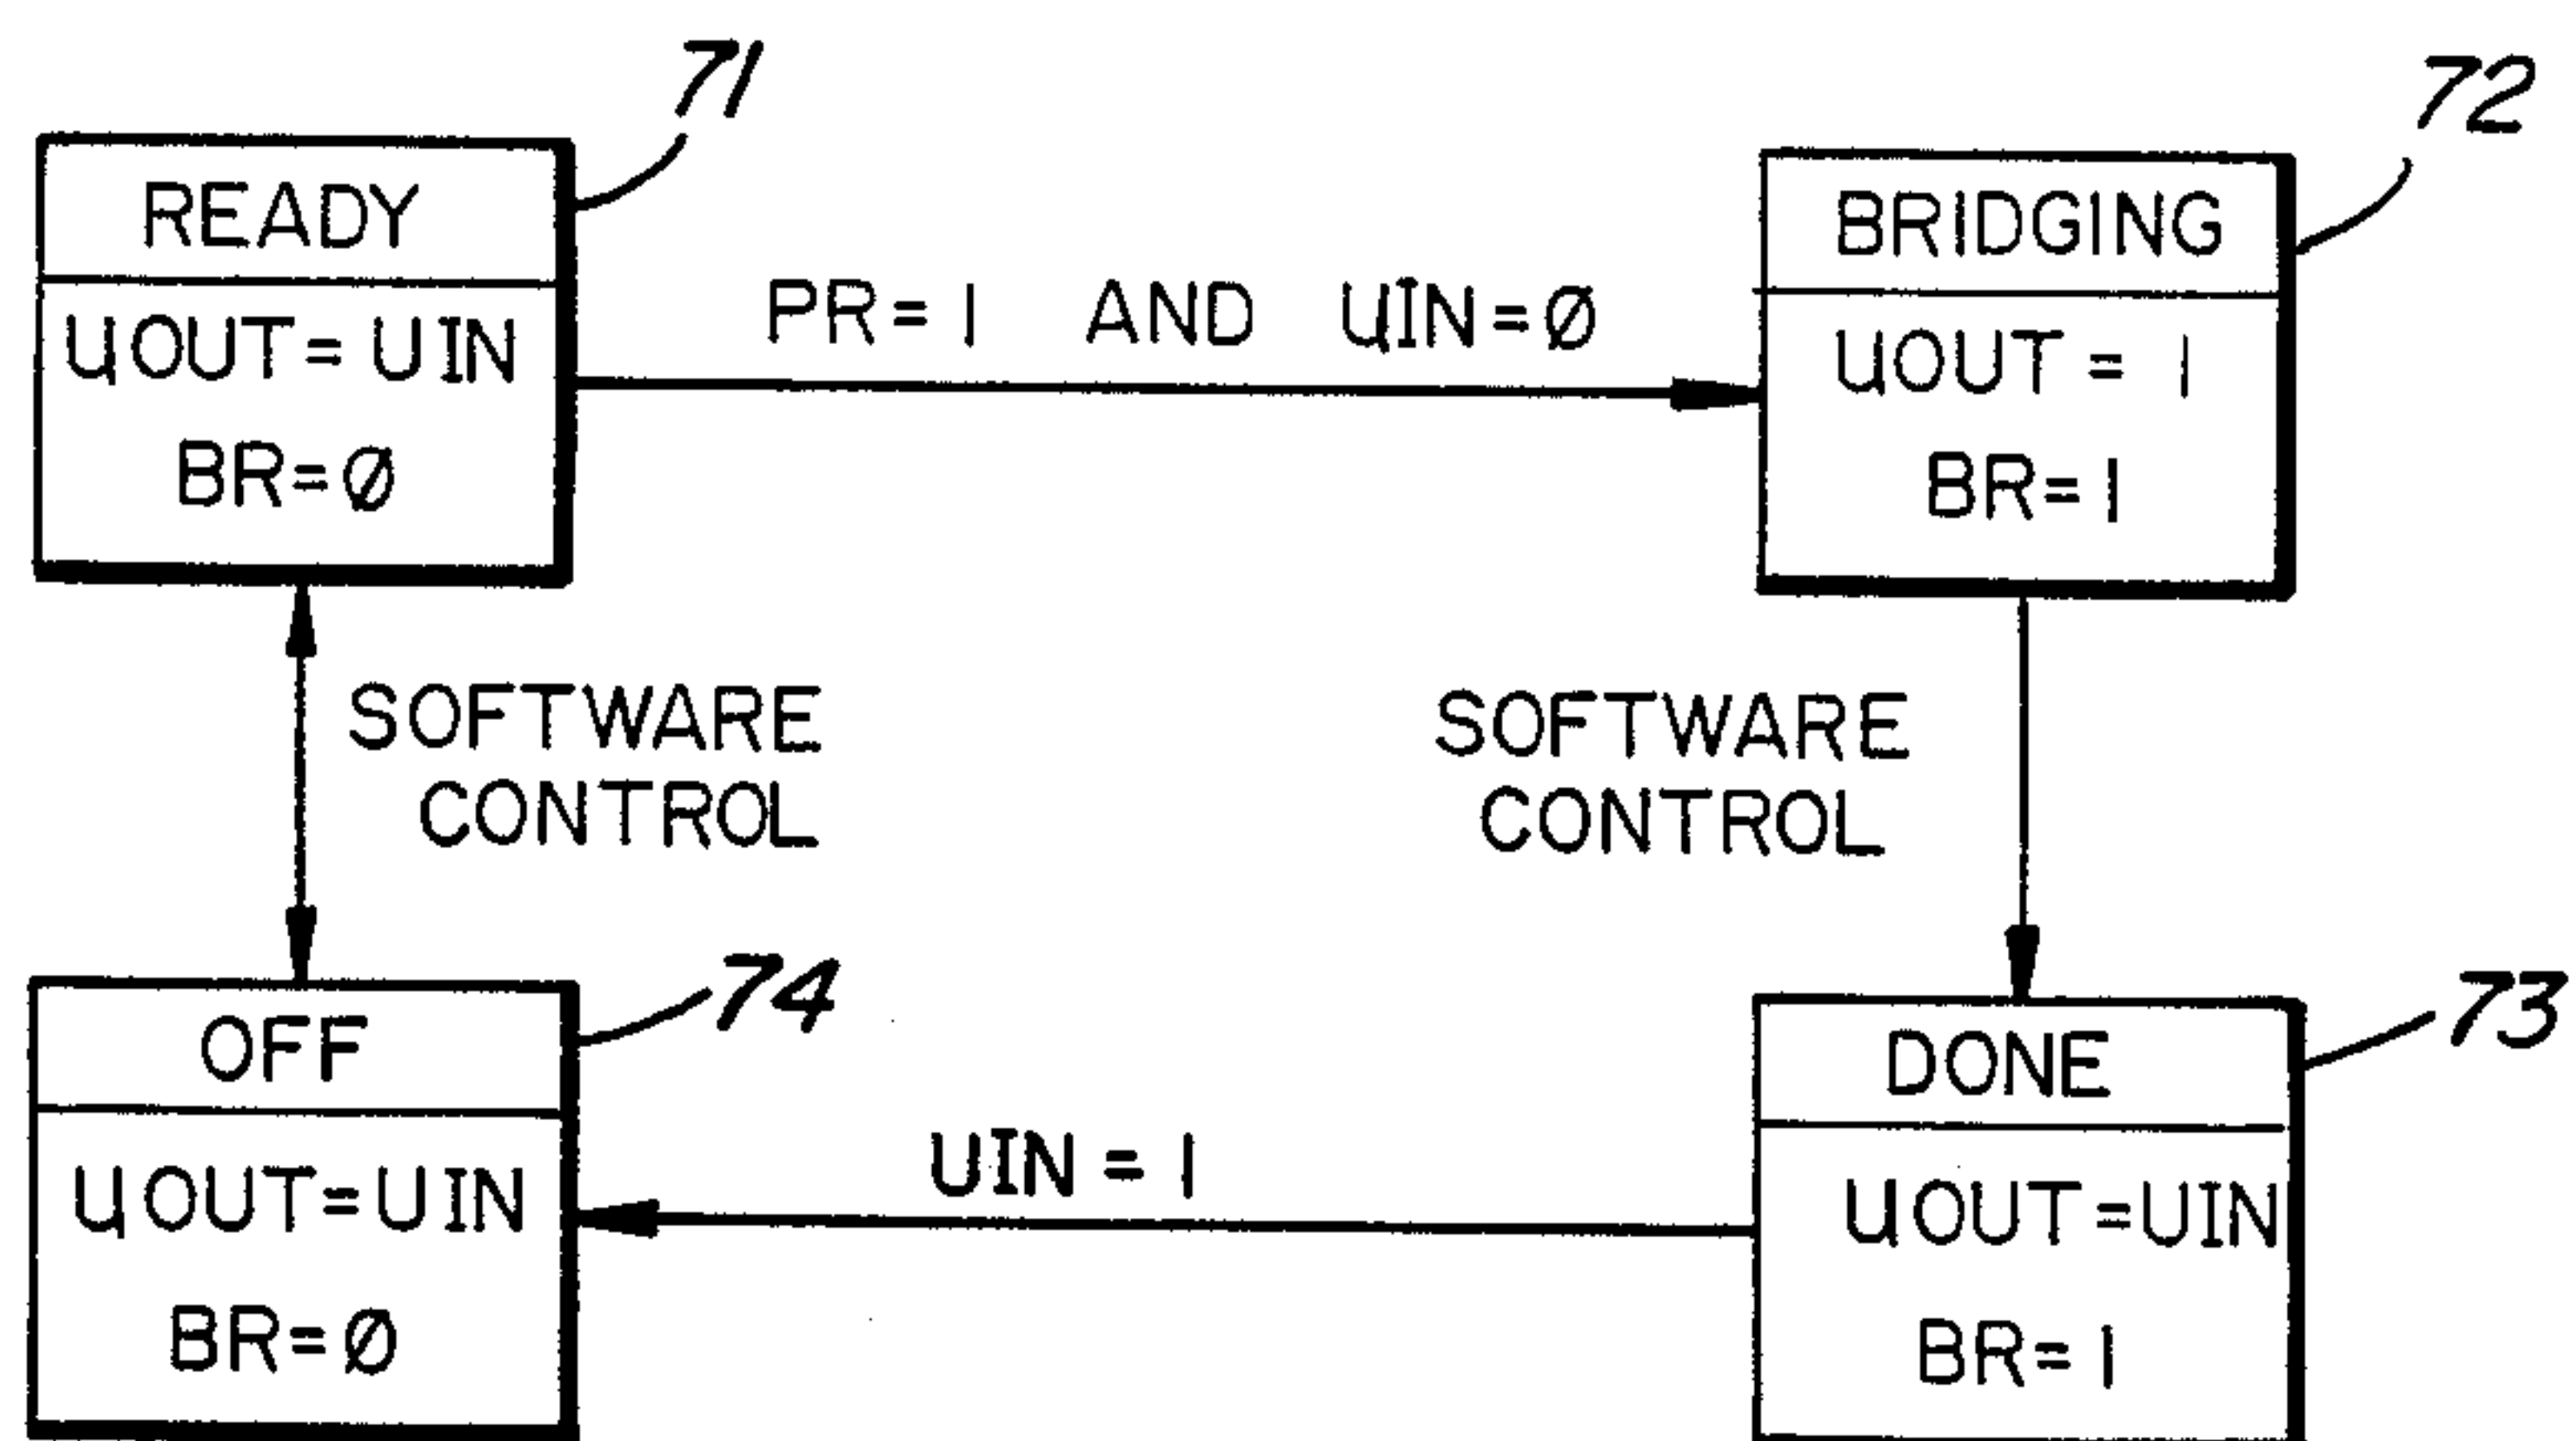 71
72
READY
UOUT = UIN
BR=Ø
PR = 1 AND UIN=Ø
BRIDGING
UOUT = 1
BR=1
SOFTWARE
CONTROL
SOFTWARE
CONTROL
74
73
OFF
UOUT=UIN
BR=Ø
UIN = 1
DONE
UOUT=UIN
BR=1